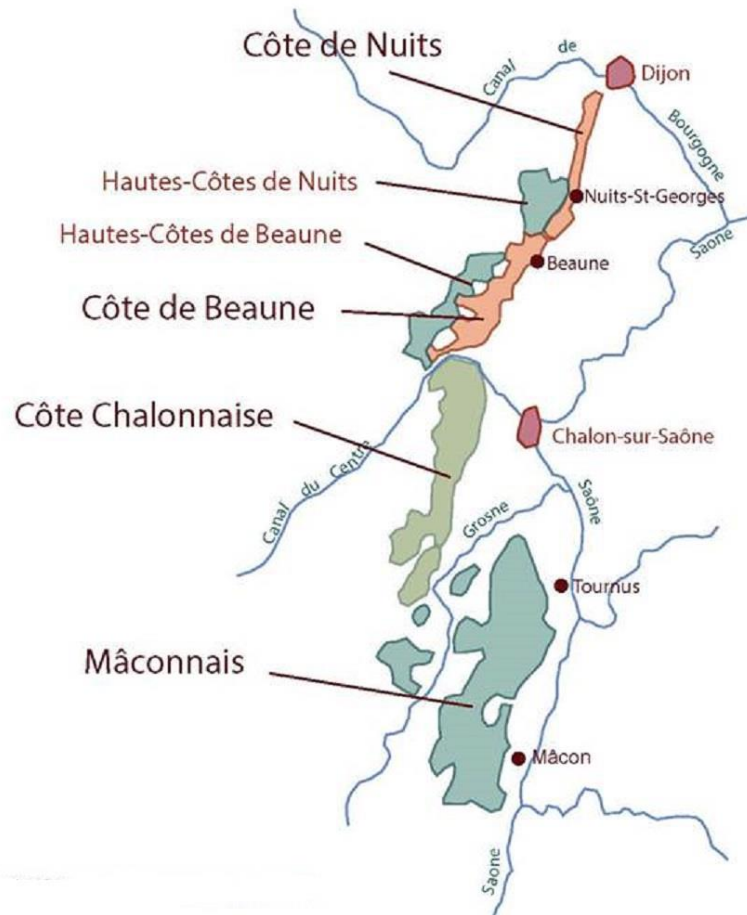 Côte de Nuits
Canal
de
Bourgogne
Dijon
Hautes-Côtes de Nuits
Nuits-St-Georges
Hautes-Côtes de Beaune
Saone
Beaune
Côte de Beaune
Côte Chalonnaise
Chalon-sur-Saône
Canal du Centre
Grosne
Saône
Tournus
Mâconnais
Mâcon
Saone